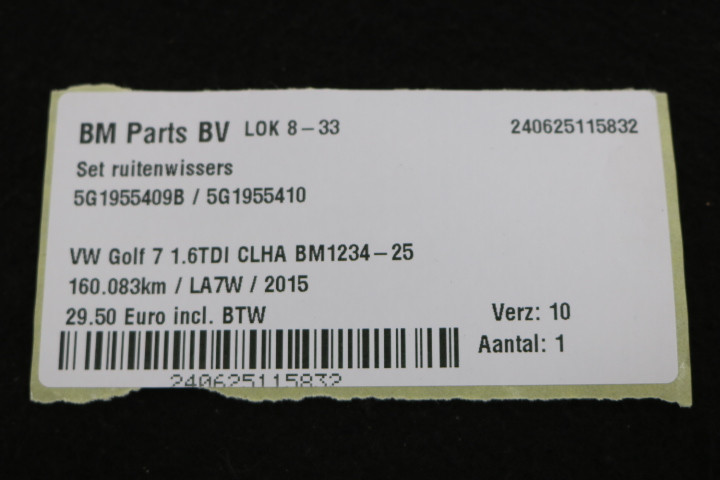 BM Parts BV LOK 8-33 240625115832
Set ruitenwissers
5G1955409B / 5G1955410
VW Golf 7 1.6TDI CLHA BM1234-25
160.083km / LA7W / 2015
29.50 Euro incl. BTW Verz: 10
Aantal: 1
240625115832